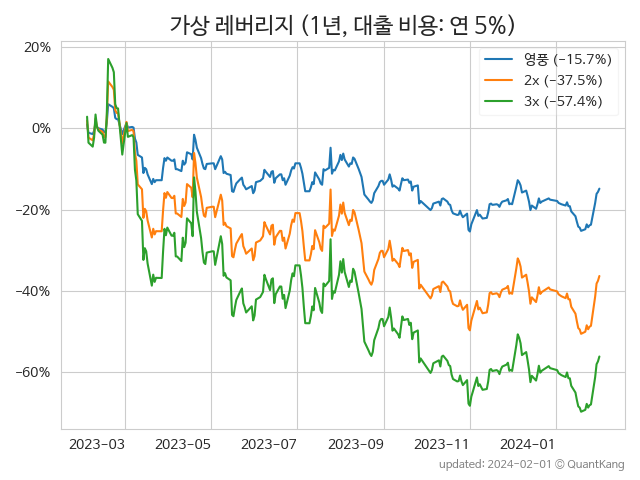 가상 레버리지 (1년, 대출 비용: 연 5%)
영풍 (−15.7%)
2x (−37.5%)
3x (−57.4%)
20%
0%
−20%
−40%
−60%
2023-03 2023-05 2023-07 2023-09 2023-11 2024-01
updated: 2024-02-01 © QuantKang